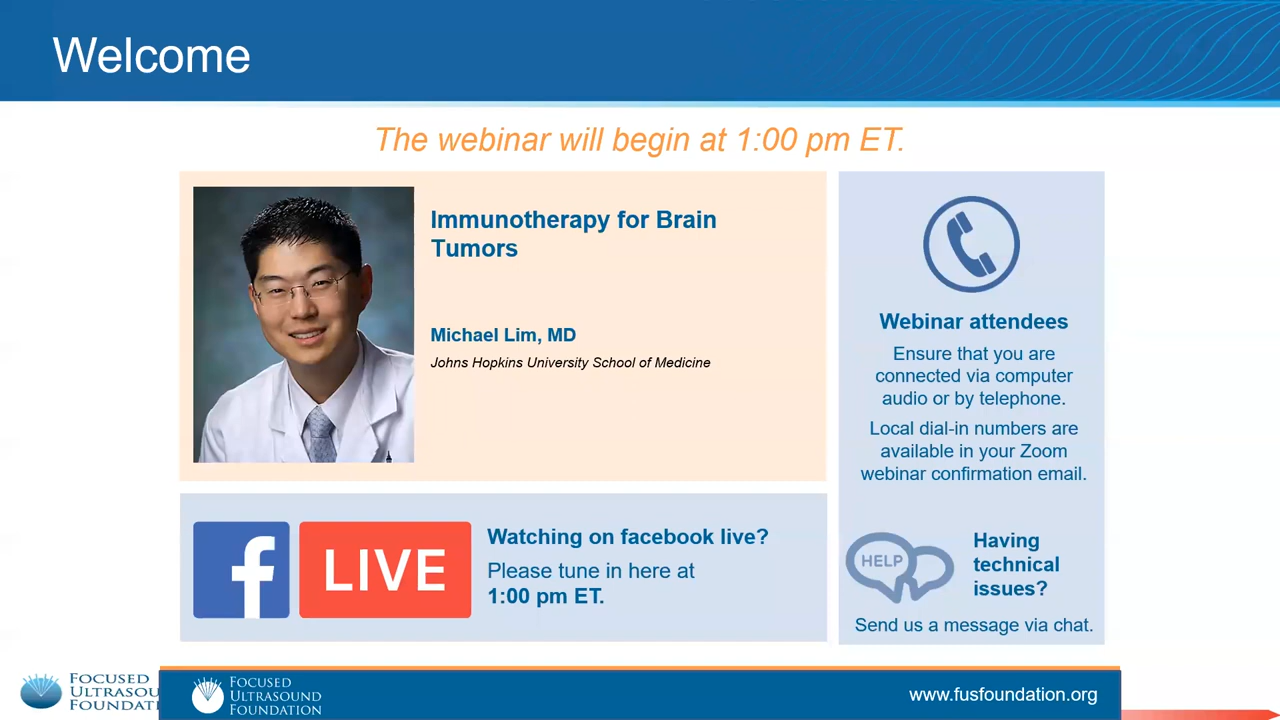 Welcome
The webinar will begin at 1:00 pm ET.
Immunotherapy for Brain
Tumors
Michael Lim, MD
Johns Hopkins University School of Medicine
Watching on facebook live?
Please tune in here at
1:00 pm ET.
f
LIVE
Webinar attendees
Ensure that you are
connected via computer
audio or by telephone.
Local dial-in numbers are
available in your Zoom
webinar confirmation email.
HELP
Having
technical
issues?
Send us a message via chat.
FOCUSED
ULTRASOU
FOUNDATI
FOCUSED
ULTRASOUND
FOUNDATION
www.fusfoundation.org